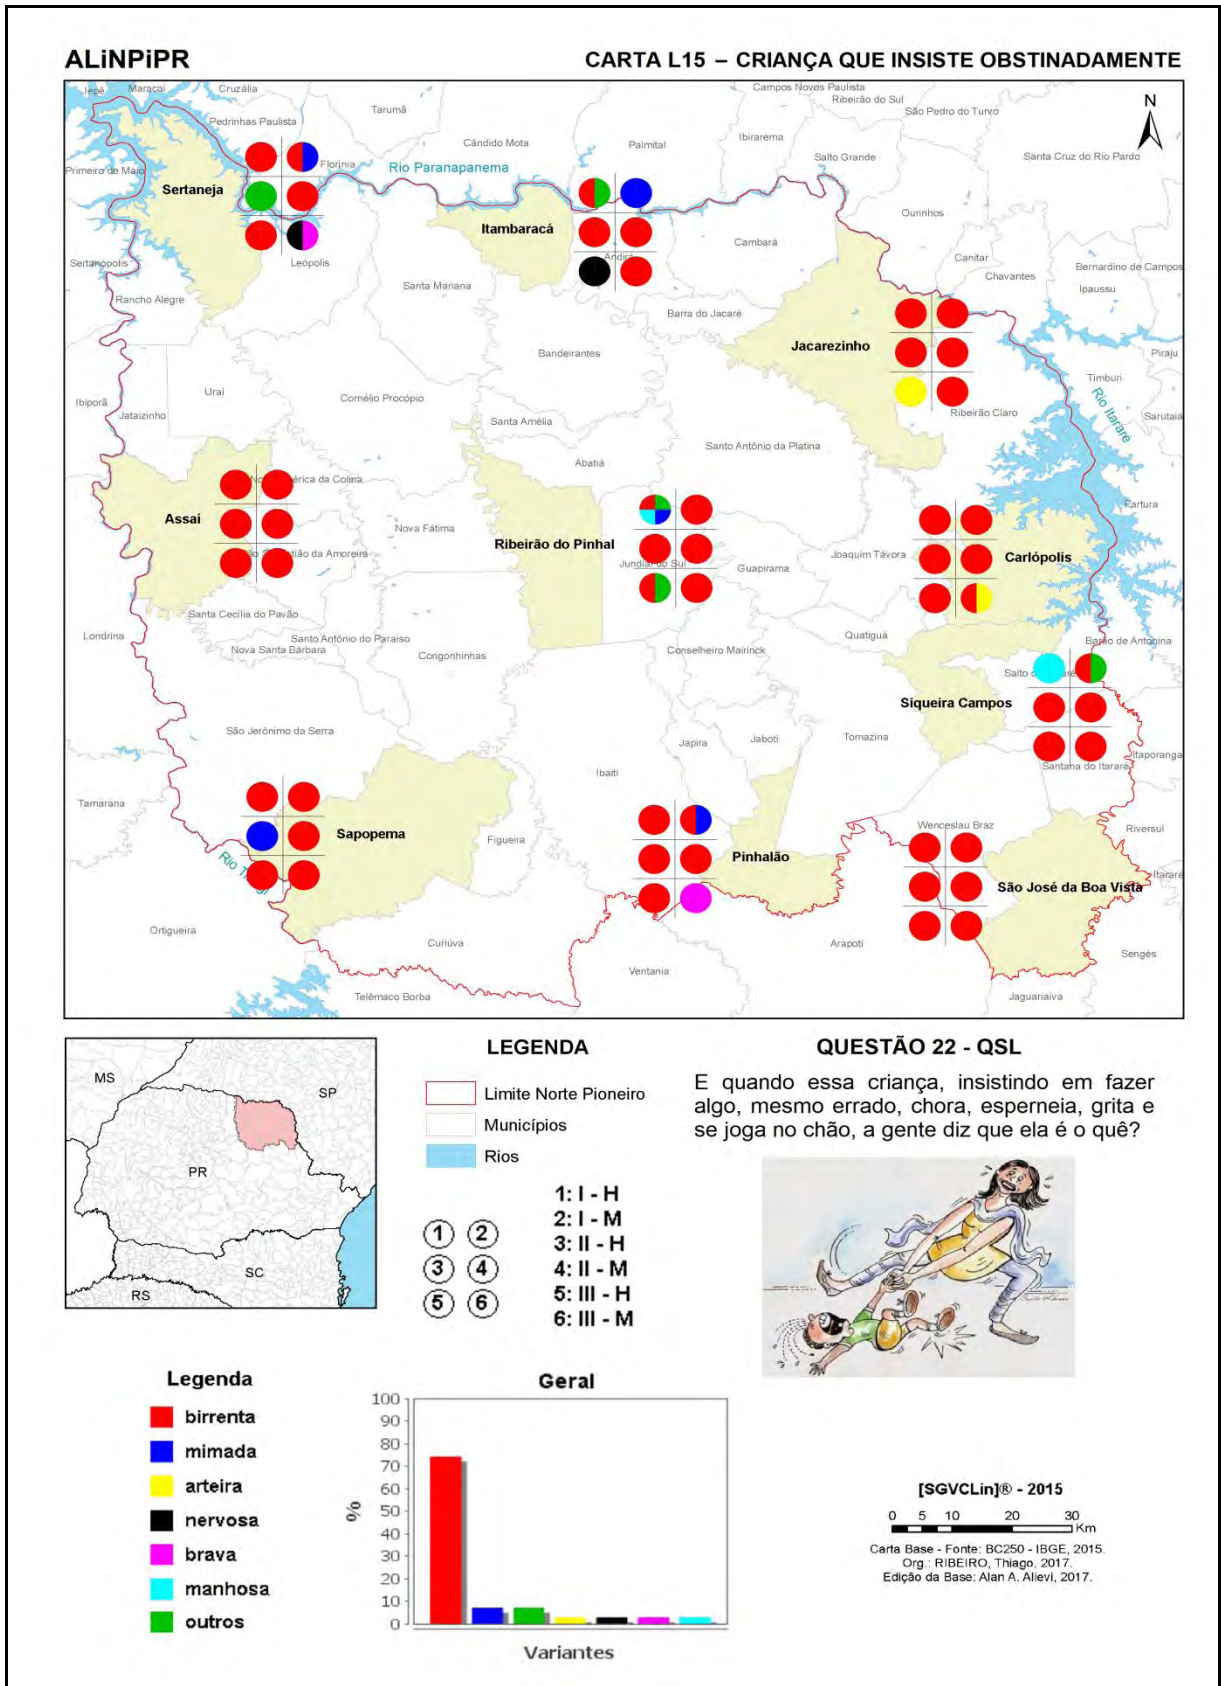 ALiNPiPR
CARTA L15 – CRIANÇA QUE INSISTE OBSTINADAMENTE
Iepê
Maracaí
Cruzália
Pedrinhas Paulista
Tarumã
Cândido Mota
Palmital
Campos Novos Paulista
Ribeirão do Sul
São Pedro do Turvo
Ibirarema
Salto Grande
Santa Cruz do Rio Pardo
N
Primeiro de Maio
Sertaneja
Florínia
Rio Paranapanema
Itambaracá
Ourinhos
Sertanópolis
Leópolis
Andirá
Cambará
Canitar
Chavantes
Bernardino de Campos
Ipaussu
Rancho Alegre
Santa Mariana
Barra do Jacaré
Jacarezinho
Bandeirantes
Piraju
Timburi
Rio Itararé
Sarutaiá
Ibiporã
Jataizinho
Uraí
Cornélio Procópio
Santa Amélia
Ribeirão Claro
Santo Antônio da Platina
Abatiá
Assaí
Nova Fátima
Ribeirão do Pinhal
Jundiaí do Sul
Guapirama
Joaquim Távora
Carlópolis
Fartura
Santa Cecília do Pavão
Londrina
Nova Santa Bárbara
Santo Antônio do Paraíso
Congonhinhas
Conselheiro Mairinck
Quatiguá
Barão de Antonina
Siqueira Campos
São Jerônimo da Serra
Japira
Jaboti
Tomazina
Itaporanga
Santana do Itararé
Ibaiti
Tamarana
Sapopema
Figueira
Pinhalão
Wenceslau Braz
Riversul
São José da Boa Vista
Itararé
Ortigueira
Curiúva
Ventania
Arapoti
Sengés
Telêmaco Borba
Jaguariaíva
MS
SP
PR
SC
RS
LEGENDA
Limite Norte Pioneiro
Municípios
Rios
1 2
3 4
5 6
1: I - H
2: I - M
3: II - H
4: II - M
5: III - H
6: III - M
QUESTÃO 22 - QSL
E quando essa criança, insistindo em fazer
algo, mesmo errado, chora, esperneia, grita e
se joga no chão, a gente diz que ela é o quê?
Legenda
birrenta
mimada
arteira
nervosa
brava
manhosa
outros
Geral
100
90
80
70
60
50
40
30
20
10
0
%
Variantes
[SGVCLin]® - 2015
0 5 10 20 30
Km
Carta Base - Fonte: BC250 - IBGE, 2015.
Org.: RIBEIRO, Thiago, 2017.
Edição da Base: Alan A. Alievi, 2017.